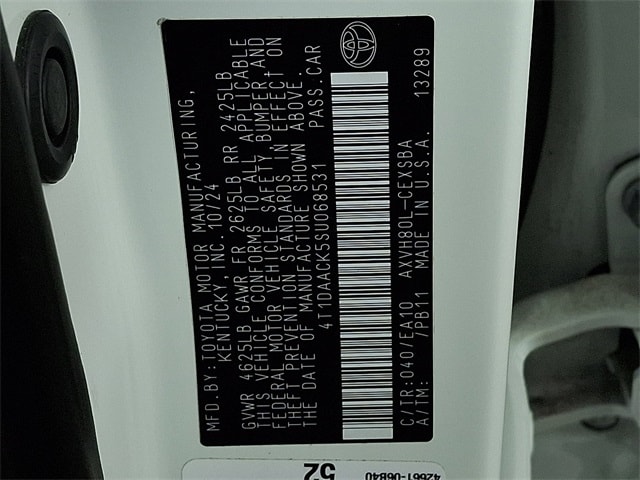 MFD.BY:TOYOTA MOTOR MANUFACTURING,
KENTUCKY, INC. 10/24
GVWR 4625LB GAWR FR 2625LB RR 2425LB
THIS VEHICLE CONFORMS TO ALL APPLICABLE
FEDERAL MOTOR VEHICLE SAFETY BUMPER,AND
THEFT PREVENTION STANDARDS IN EFFECT ON
THE DATE OF MANUFACTURE SHOWN ABOVE.
4T1DAACK5SU068531 PASS.CAR
C/TR:040/EA10 AXVH80L-CEXSBA
A/TM: /PB11 MADE IN U.S.A. 13289
52
42661-06B40